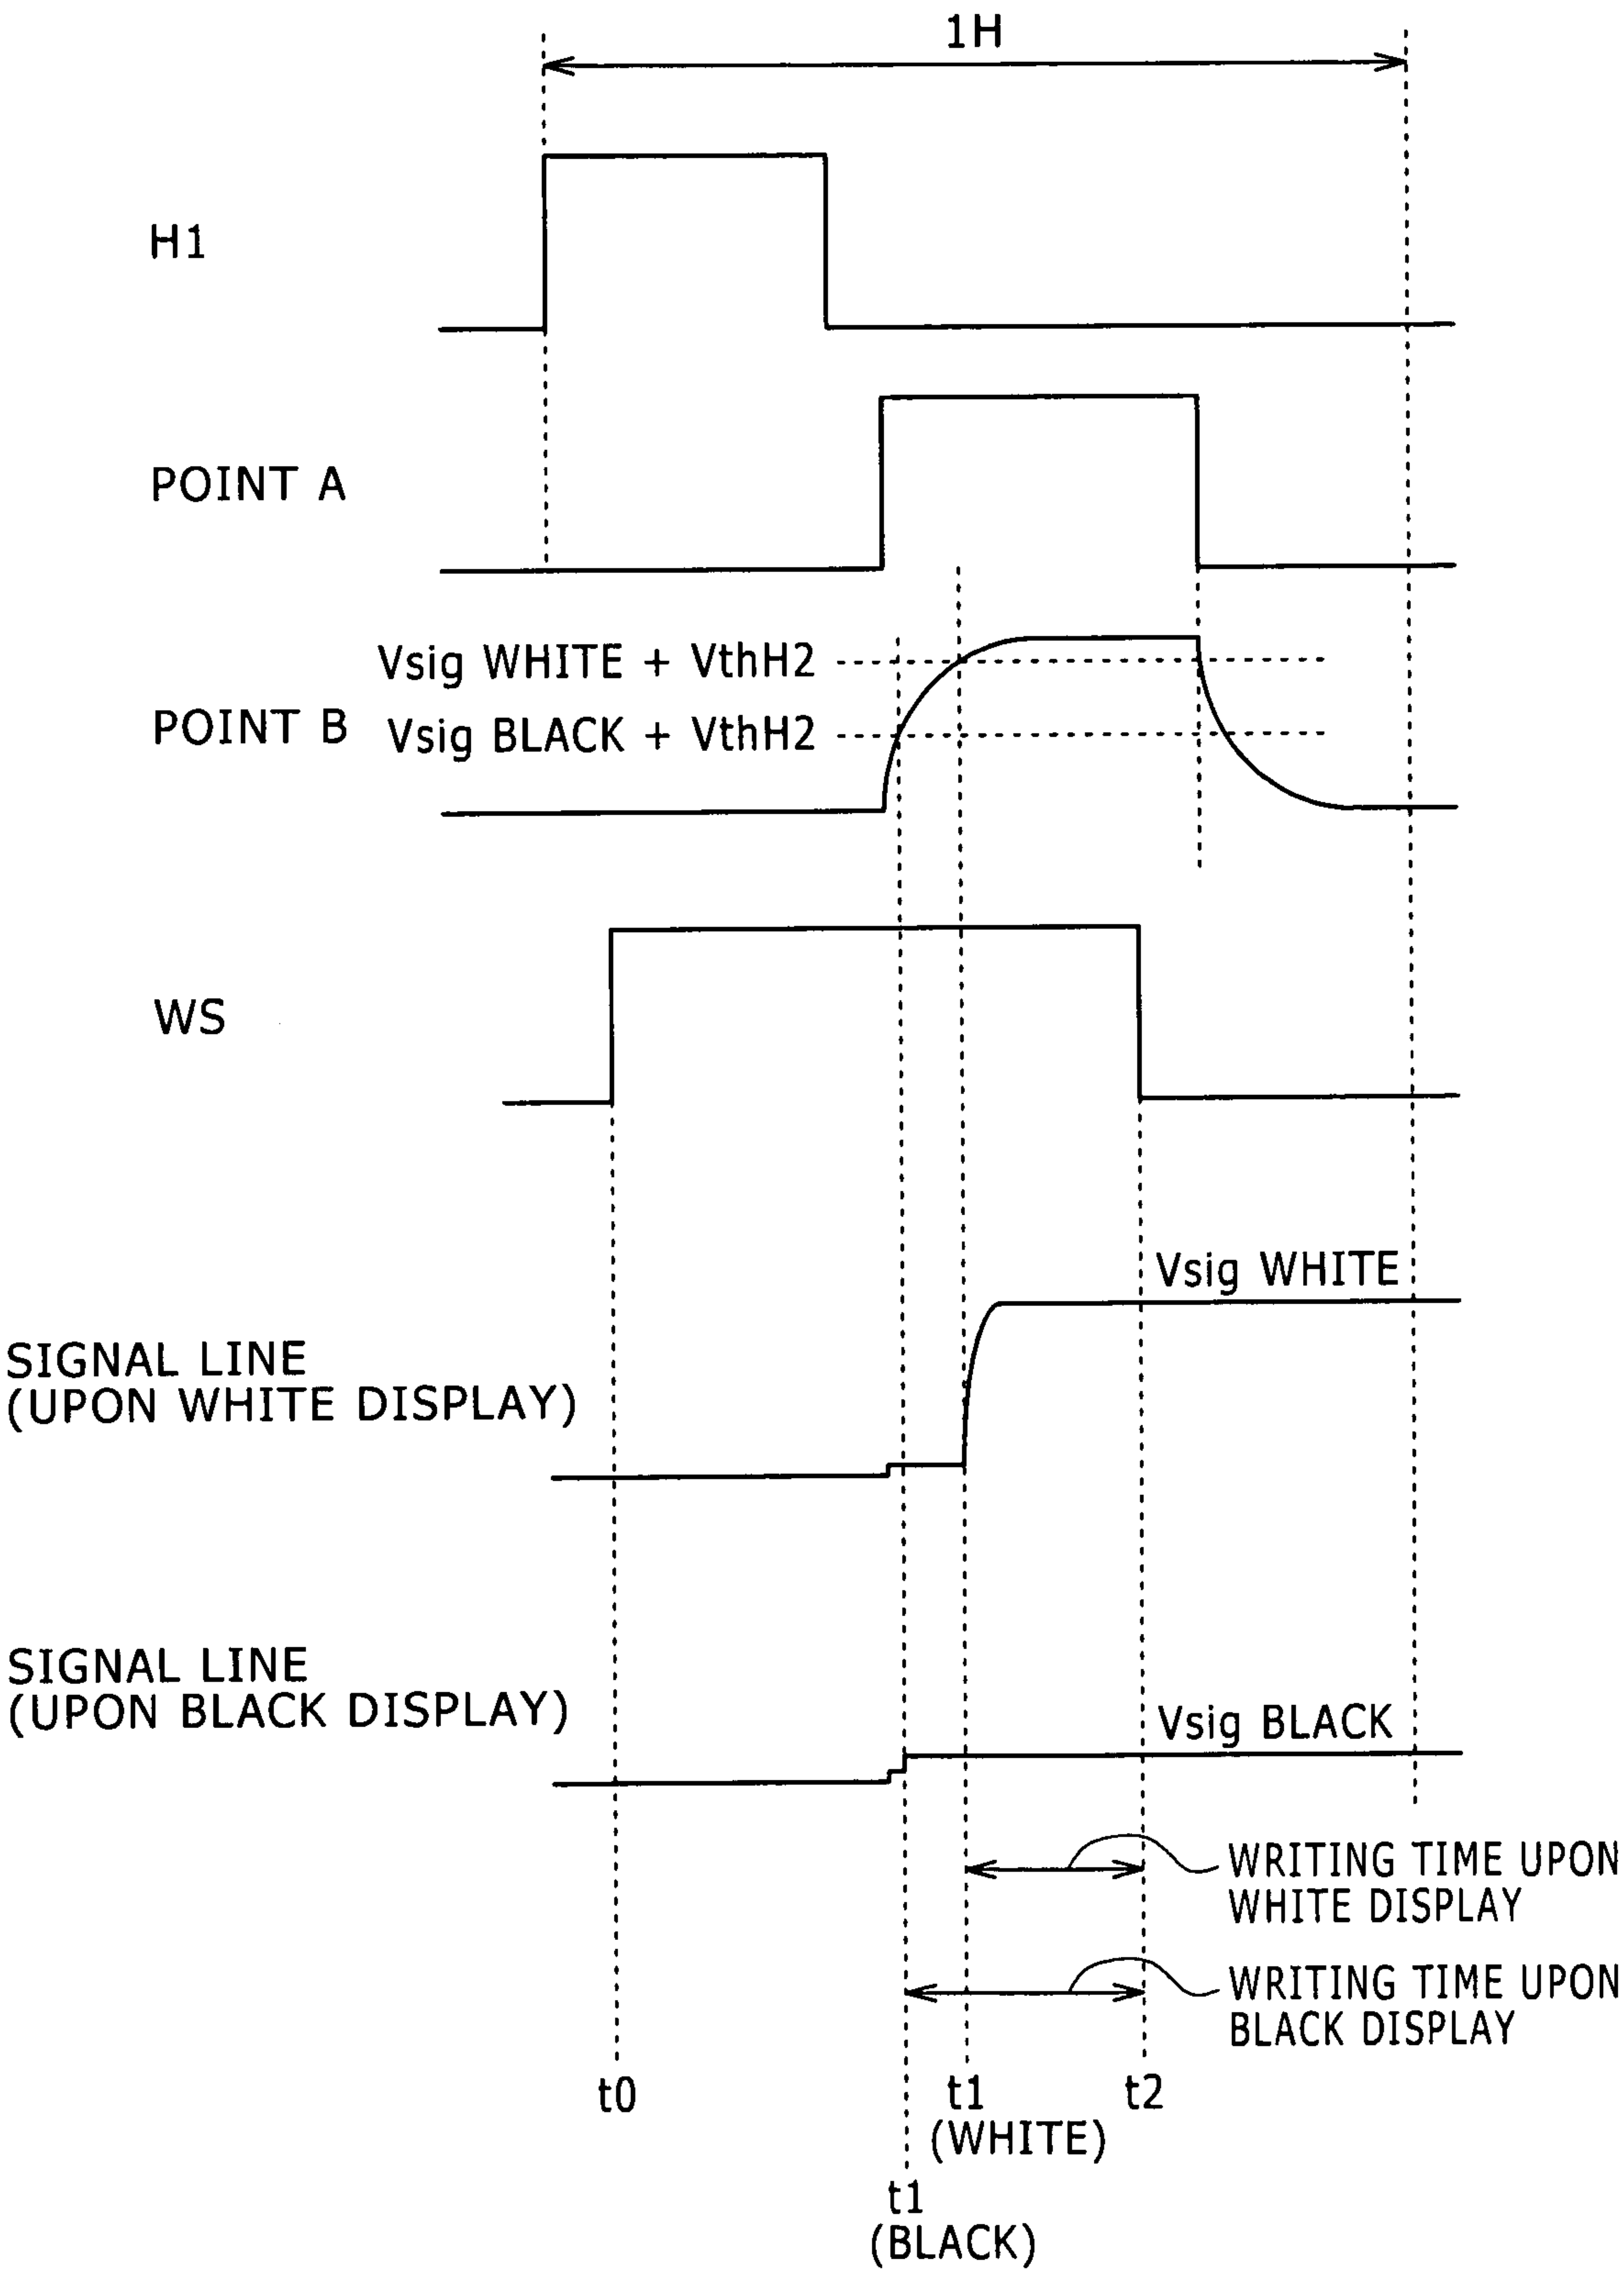 1H
H1
POINT A
Vsig WHITE + VthH2
POINT B
Vsig BLACK + VthH2
WS
Vsig WHITE
SIGNAL LINE
(UPON WHITE DISPLAY)
SIGNAL LINE
(UPON BLACK DISPLAY)
Vsig BLACK
WRITING TIME UPON
WHITE DISPLAY
WRITING TIME UPON
BLACK DISPLAY
t0
t1
(WHITE)
t2
t1
(BLACK)